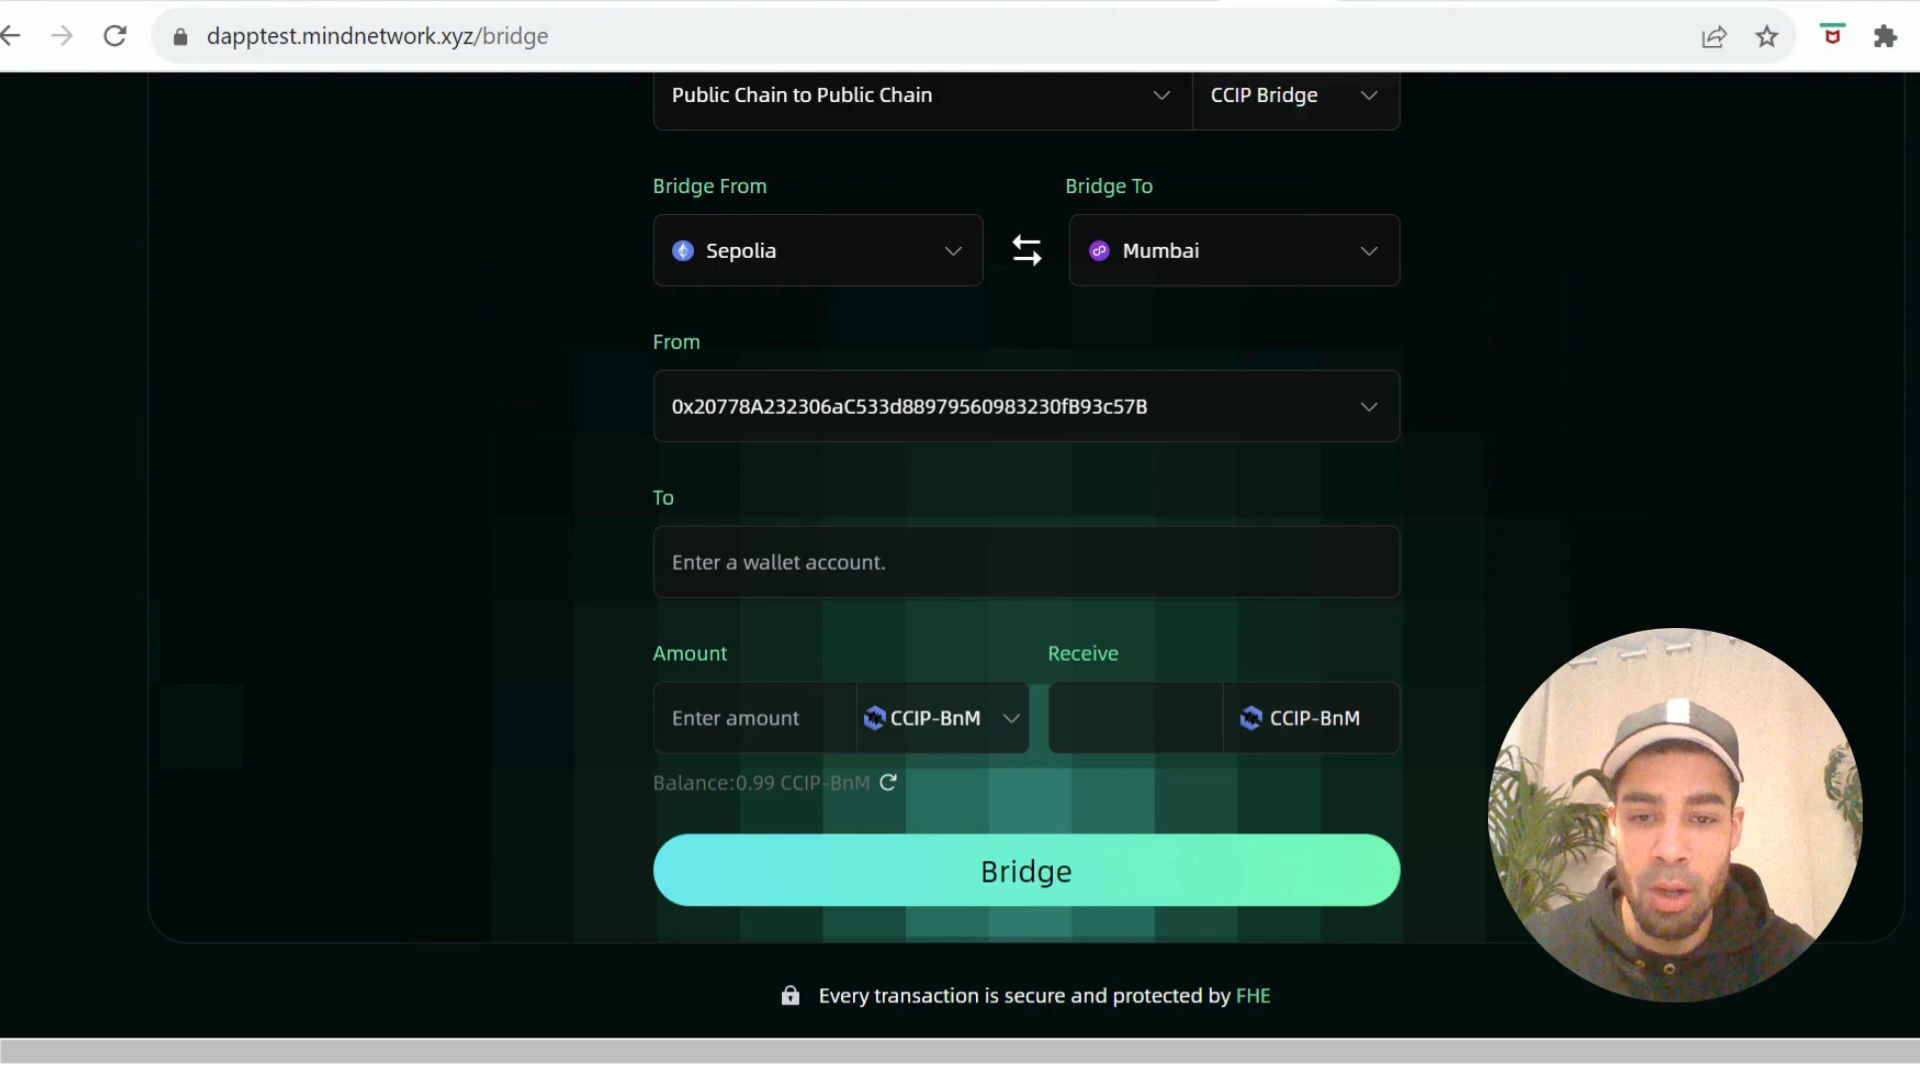 dapptest.mindnetwork.xyz/bridge
Public Chain to Public Chain
CCIP Bridge
Bridge From
Bridge To
Sepolia
Mumbai
From
0x20778A232306aC533d88979560983230fB93c57B
To
Enter a wallet account.
Amount
Receive
Enter amount
CCIP-BnM
CCIP-BnM
Balance:0.99 CCIP-BnM
Bridge
Every transaction is secure and protected by FHE